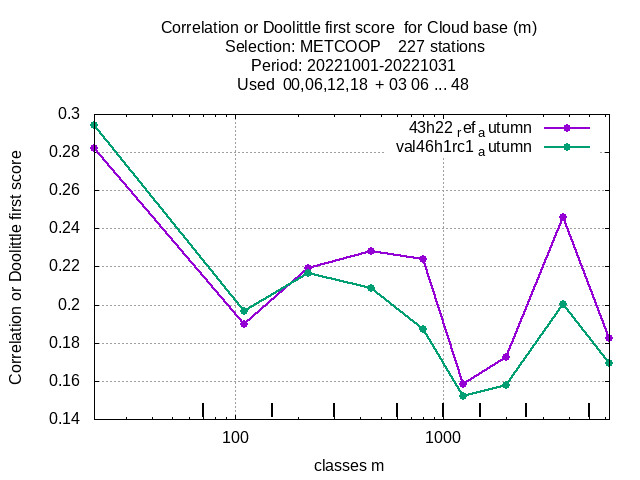 Correlation or Doolittle first score  for Cloud base (m)
Selection: METCOOP    227 stations
Period: 20221001-20221031
Used  00,06,12,18  + 03 06 ... 48
0.3
0.28
0.26
0.24
0.22
0.2
0.18
0.16
0.14
Correlation or Doolittle first score
43h22 ref a utumn
val46h1rc1 a utumn
100
1000
classes m